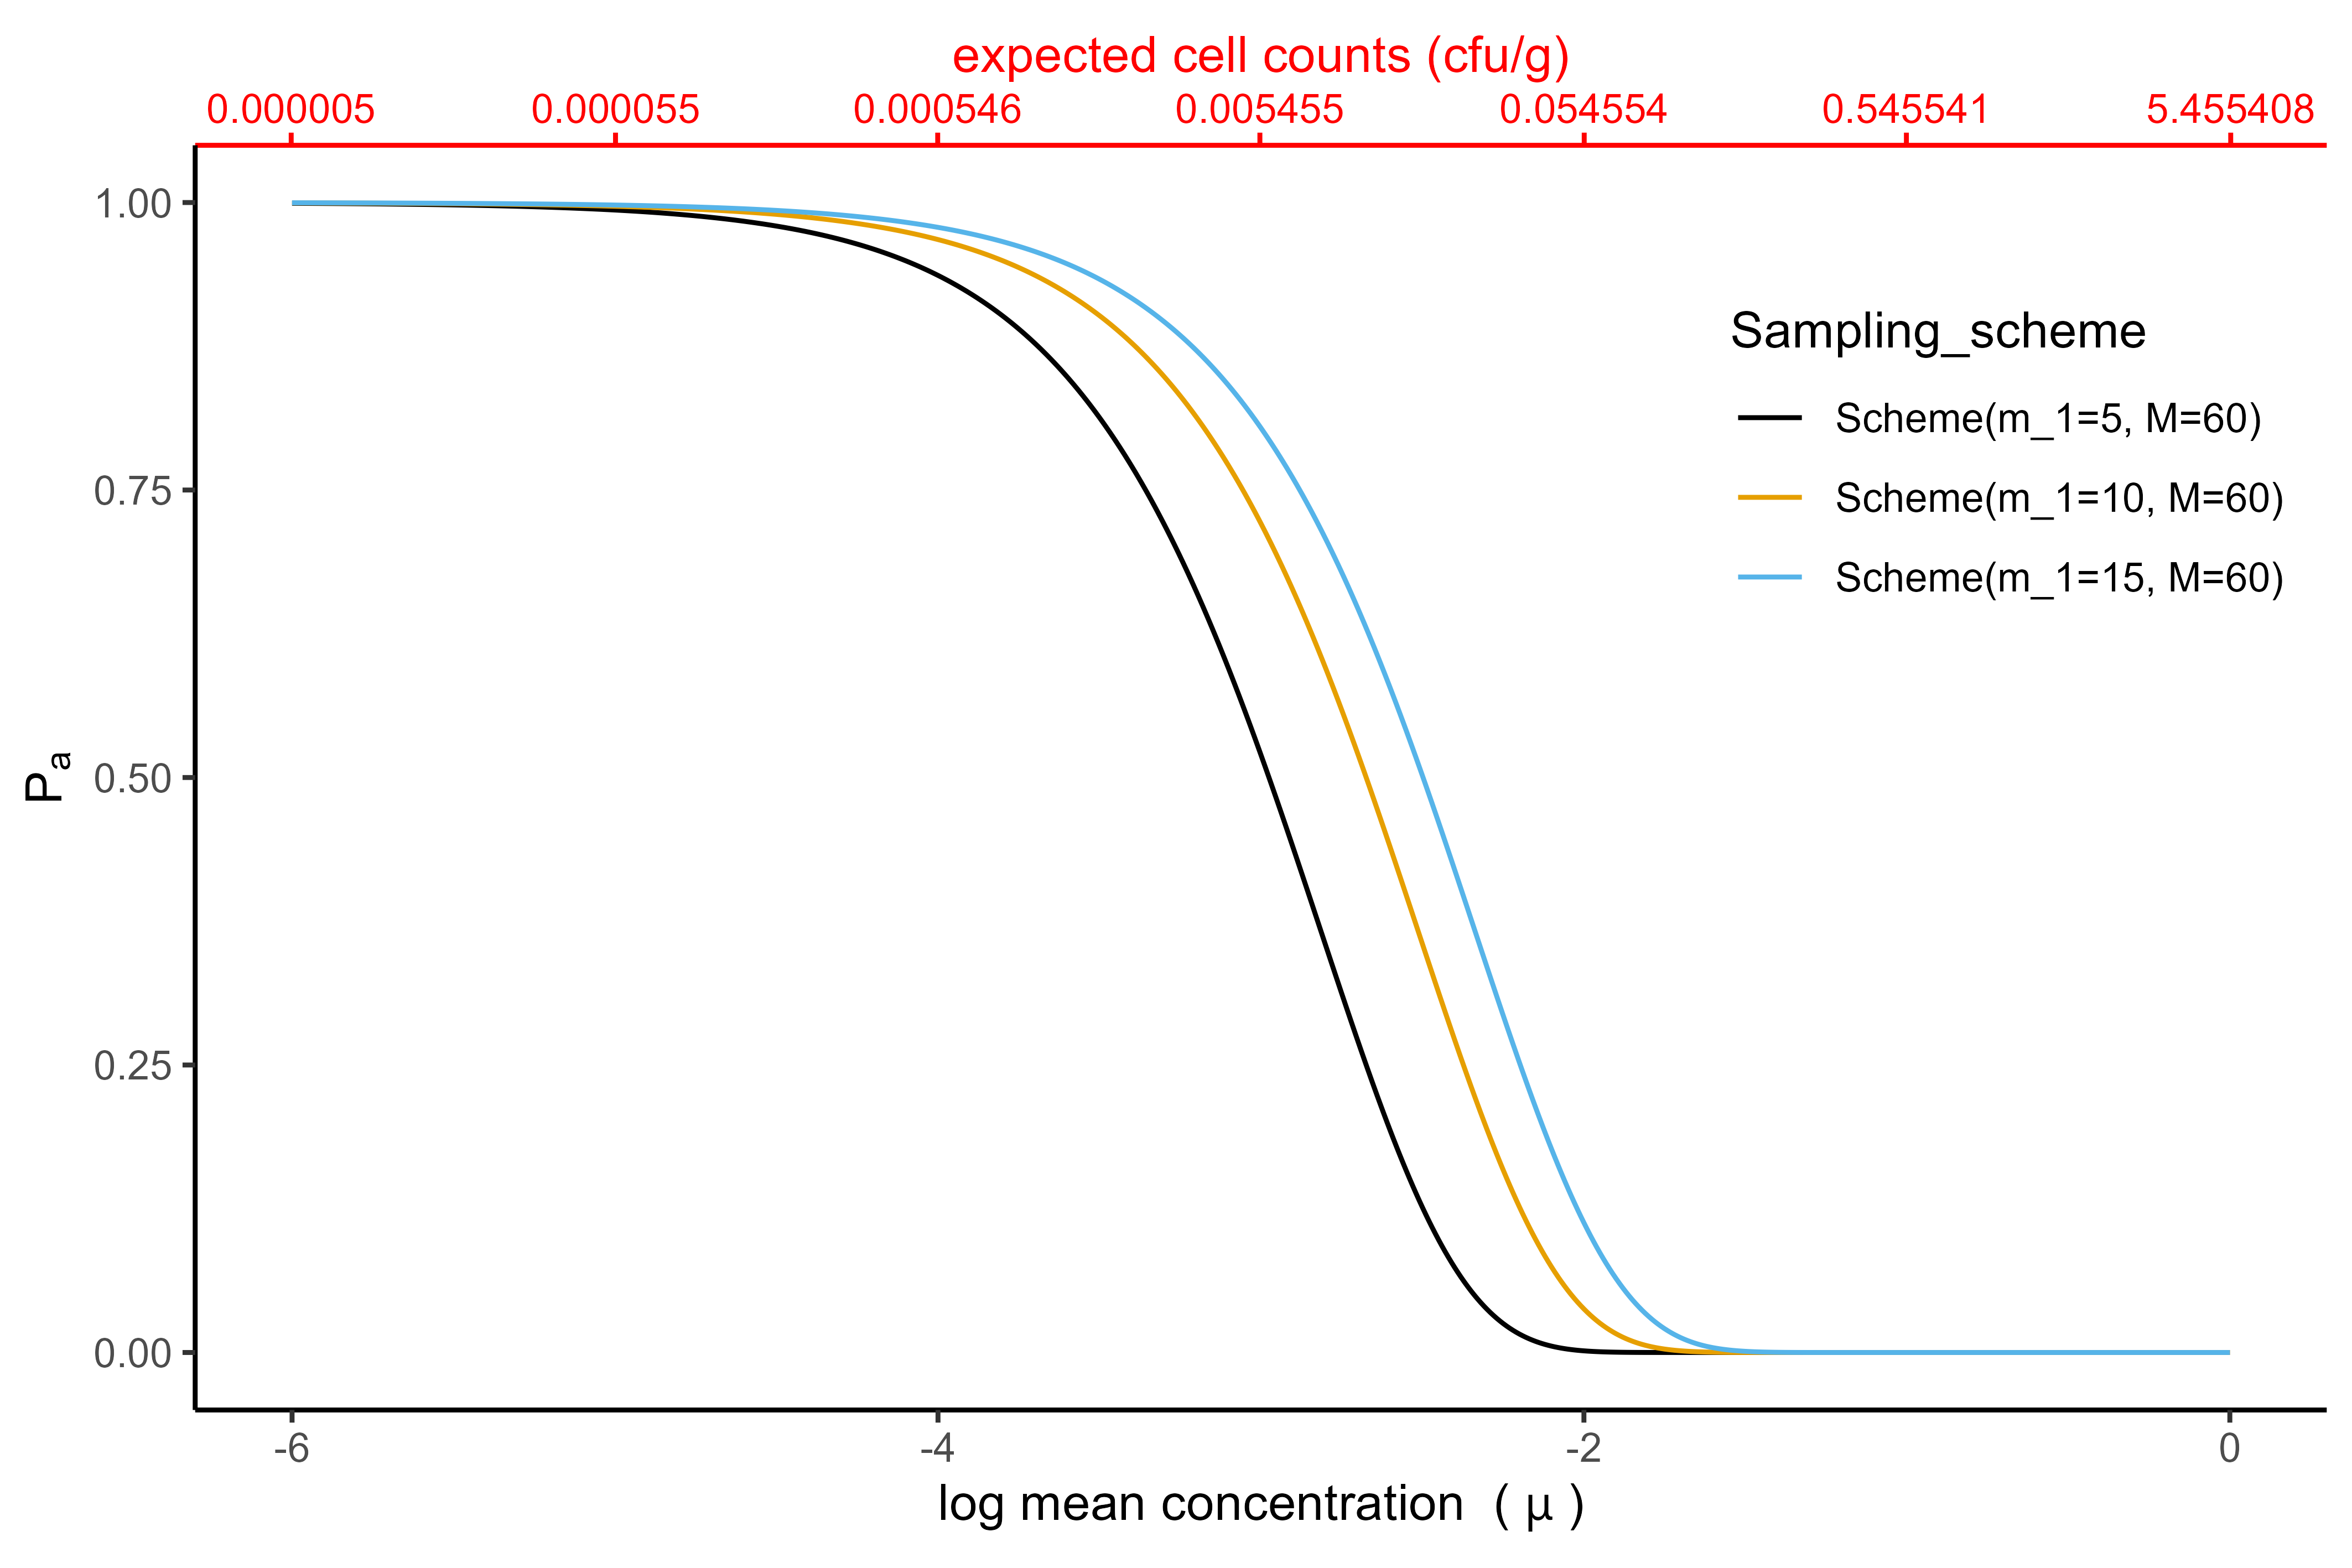 expected cell counts (cfu/g)
0.000005 0.000055 0.000546 0.005455 0.054554 0.545541 5.455408
1.00
0.75
0.50
0.25
0.00
Pa
Sampling_scheme
Scheme(m_1=5, M=60)
Scheme(m_1=10, M=60)
Scheme(m_1=15, M=60)
-6 -4 -2 0
log mean concentration ( μ )